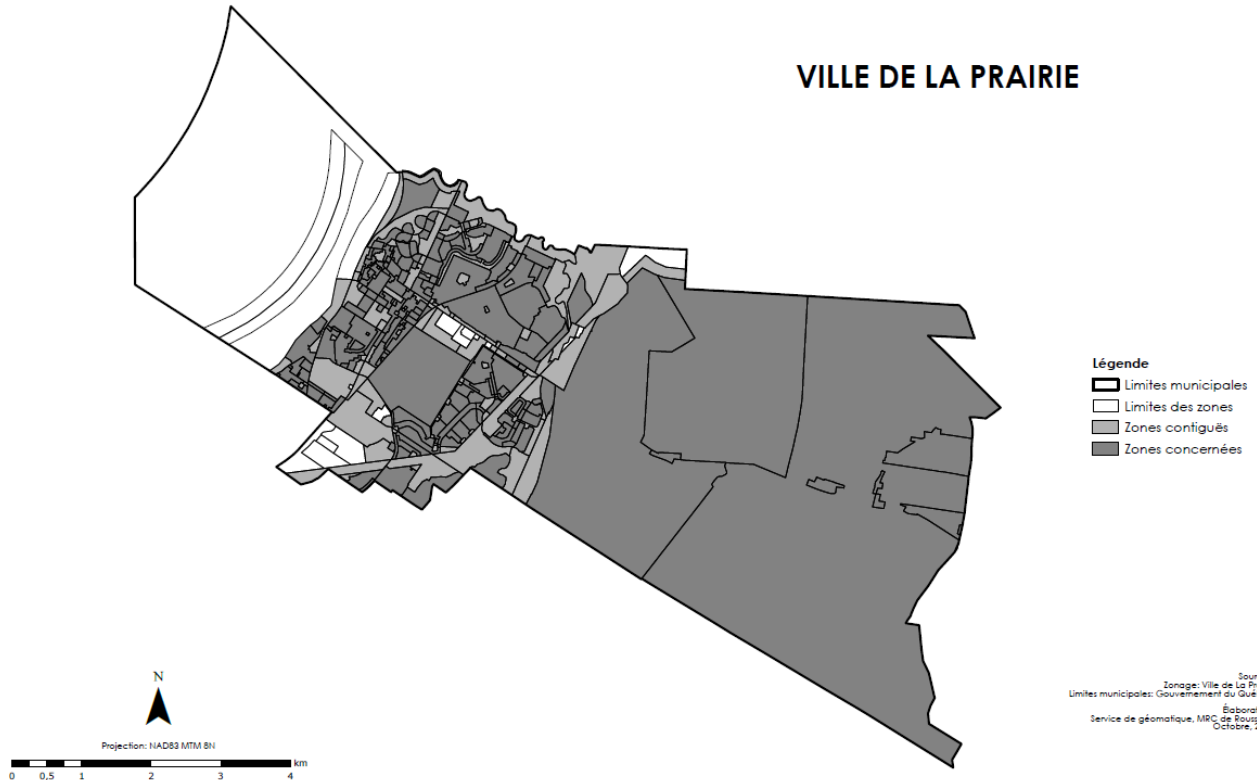 VILLE DE LA PRAIRIE
Légende
Limites municipales
Limites des zones
Zones contiguës
Zones concernées
N
Projection: NAD83 MTM 8N
0 0,5 1 2 3 4 km
Zonage: Ville de La
Limites municipales: Gouvernement du
Service de géomatique, MRC de
Octobre,